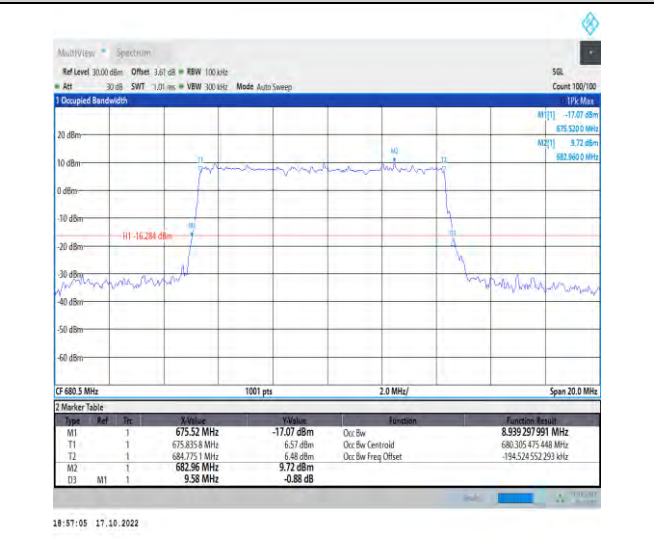 MultiView Spectrum
Ref Level 30.00 dBm Offset 3.61 dB RBW 100 kHz SGL
Att 30 dB SWT 1.01 ms VBW 300 kHz Mode Auto Sweep Count 100/100
1 Occupied Bandwidth 1Pk Max
M1[1] -17.07 dBm
675.520 0 MHz
M2[1] 9.72 dBm
682.960 0 MHz
20 dBm
10 dBm
0 dBm
-10 dBm
-20 dBm
-30 dBm
-40 dBm
-50 dBm
-60 dBm
T1
M2
T2
M1
D3
H1 -16.284 dBm
CF 680.5 MHz 1001 pts 2.0 MHz/ Span 20.0 MHz
2 Marker Table
Type Ref Trc X-Value Y-Value Function Function Result
M1 1 675.52 MHz -17.07 dBm Occ Bw 8.939 297 991 MHz
T1 1 675.835 8 MHz 6.57 dBm Occ Bw Centroid 680.305 475 448 MHz
T2 1 684.775 1 MHz 6.48 dBm Occ Bw Freq Offset -194.524 552 293 kHz
M2 1 682.96 MHz 9.72 dBm
D3 M1 1 9.58 MHz -0.88 dB
18:57:05 17.10.2022